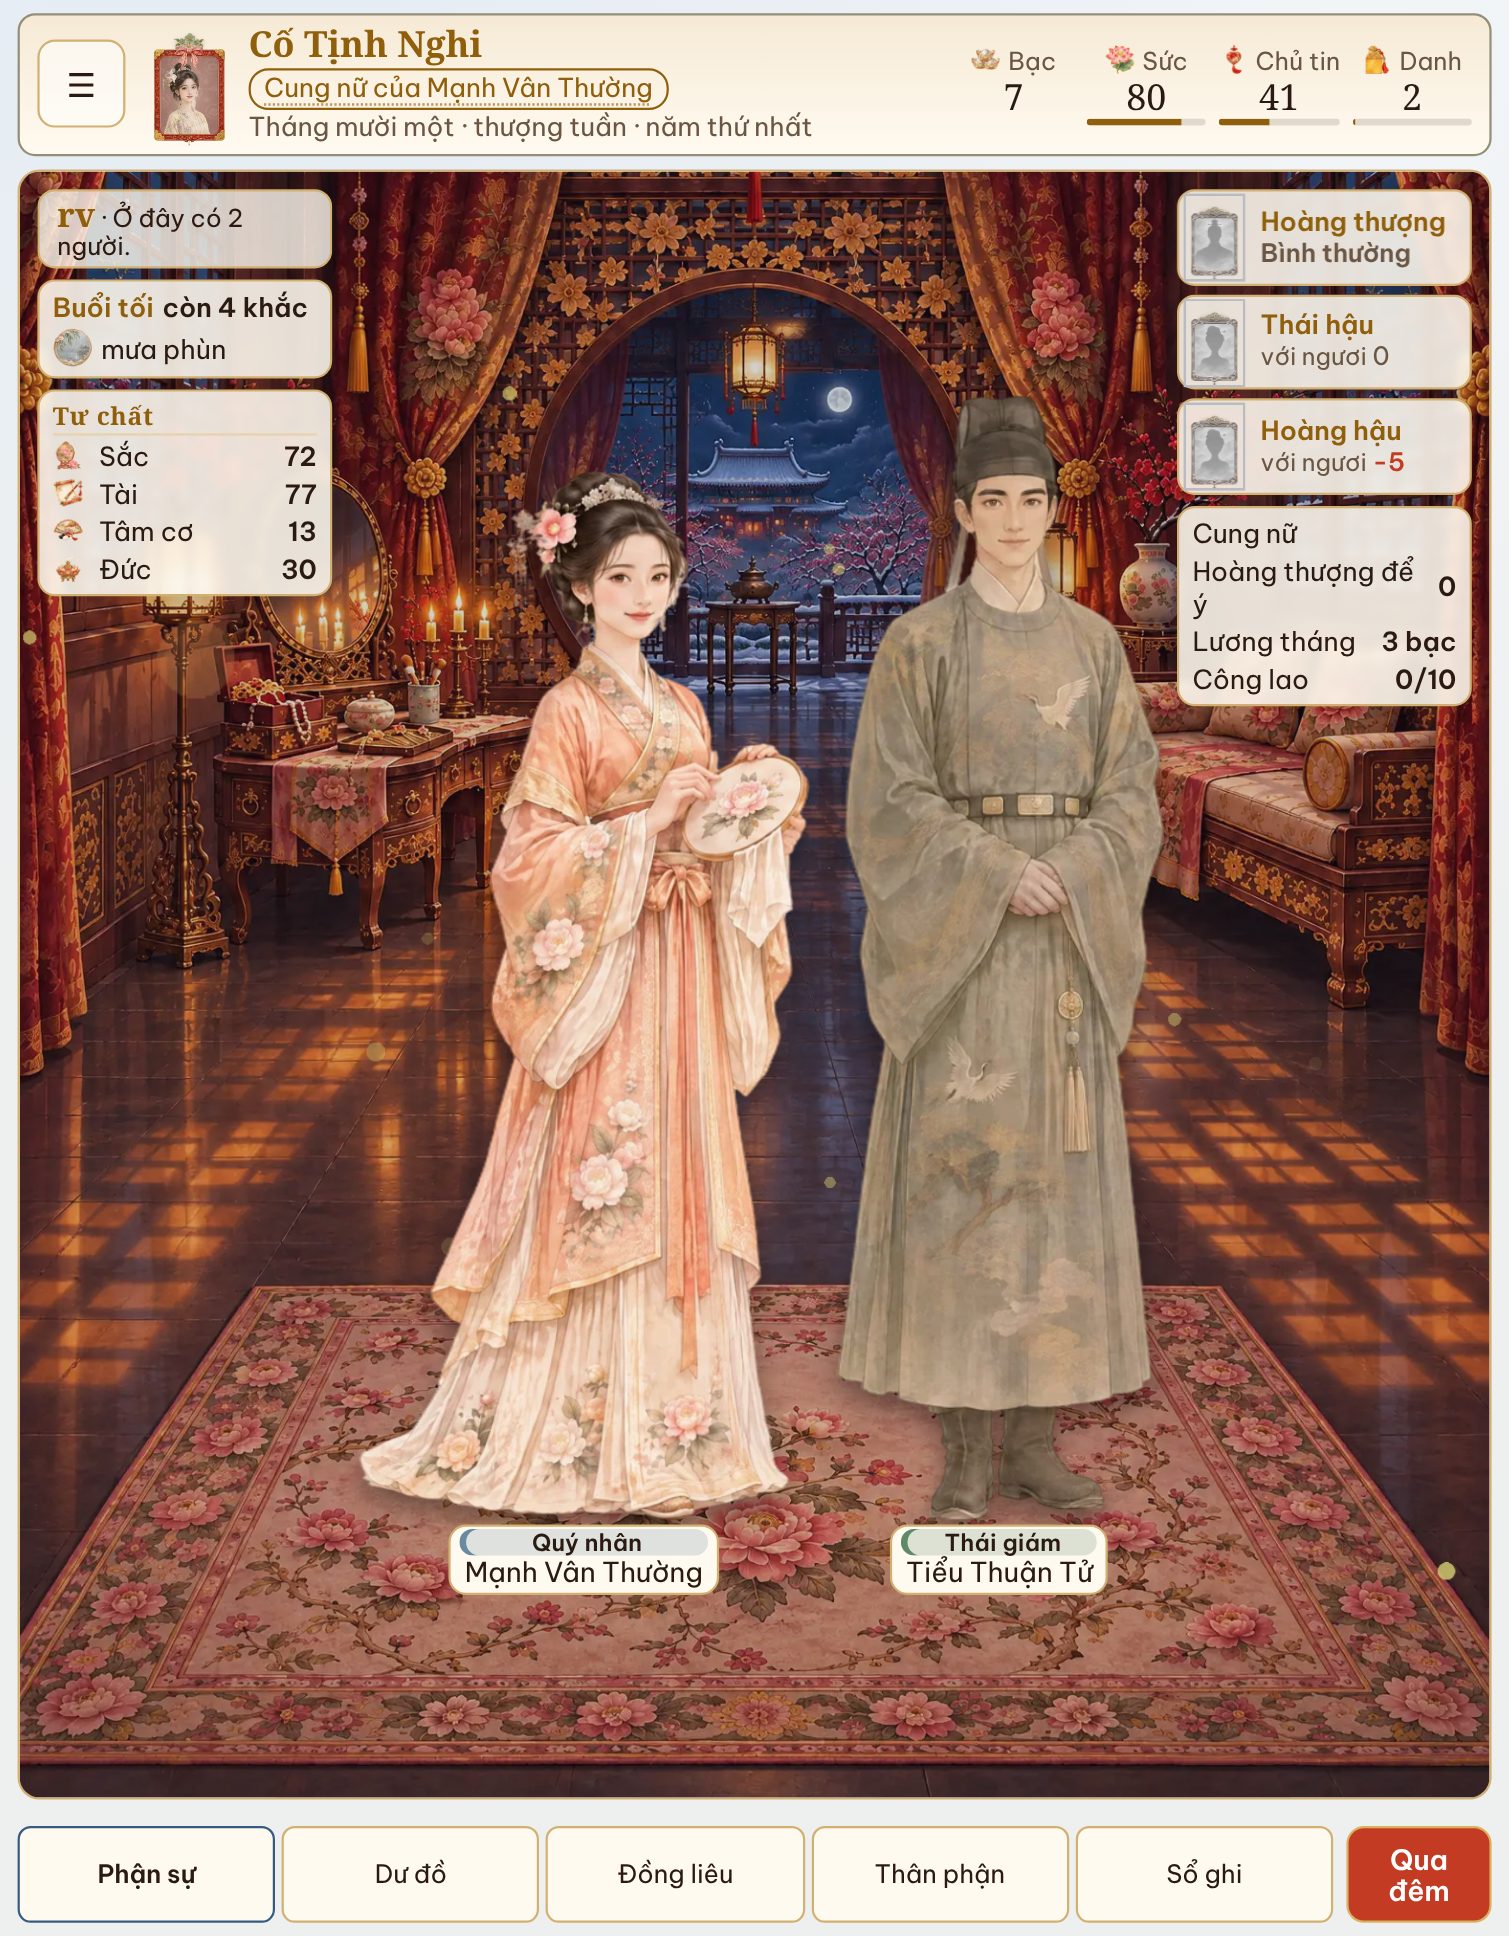 ☰
Cố Tịnh Nghi
Cung nữ của Mạnh Vân Thường
Tháng mười một · thượng tuần · năm thứ nhất
Bạc
7
Sức
80
Chủ tin
41
Danh
2
rv · Ở đây có 2
người.
Buổi tối còn 4 khắc
mưa phùn
Tư chất
Sắc 72
Tài 77
Tâm cơ 13
Đức 30
Hoàng thượng
Bình thường
Thái hậu
với ngươi 0
Hoàng hậu
với ngươi -5
Cung nữ
Hoàng thượng để
ý 0
Lương tháng 3 bạc
Công lao 0/10
Quý nhân
Mạnh Vân Thường
Thái giám
Tiểu Thuận Tử
Phận sự
Dư đồ
Đồng liêu
Thân phận
Sổ ghi
Qua
đêm